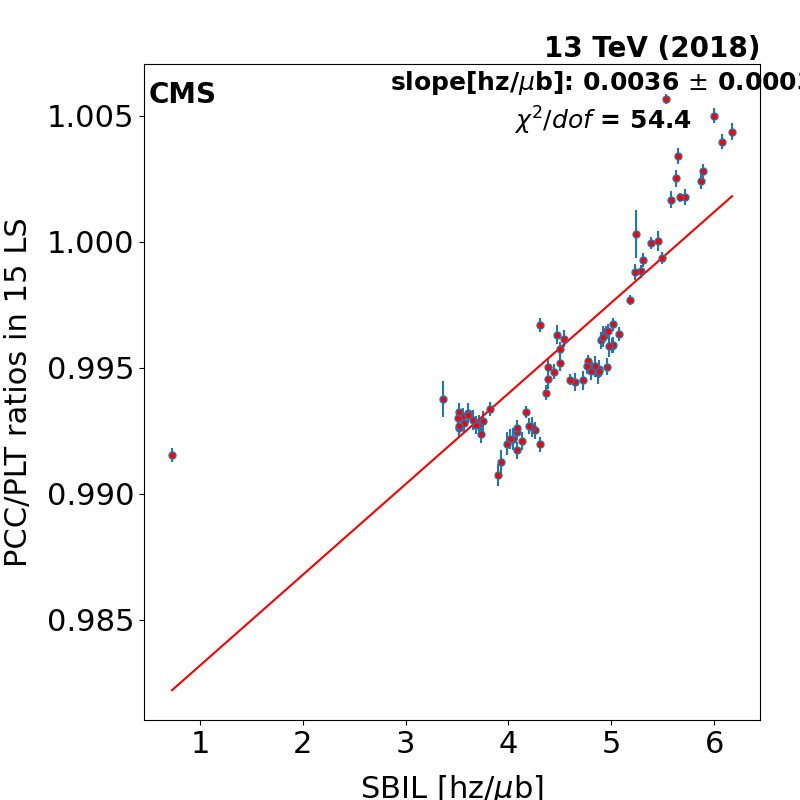 13 TeV (2018)
CMS
slope[hz/μb]: 0.0036 ± 0.0003
χ²/dof = 54.4
PCC/PLT ratios in 15 LS
1.005
1.000
0.995
0.990
0.985
1 2 3 4 5 6
SBIL [hz/μb]